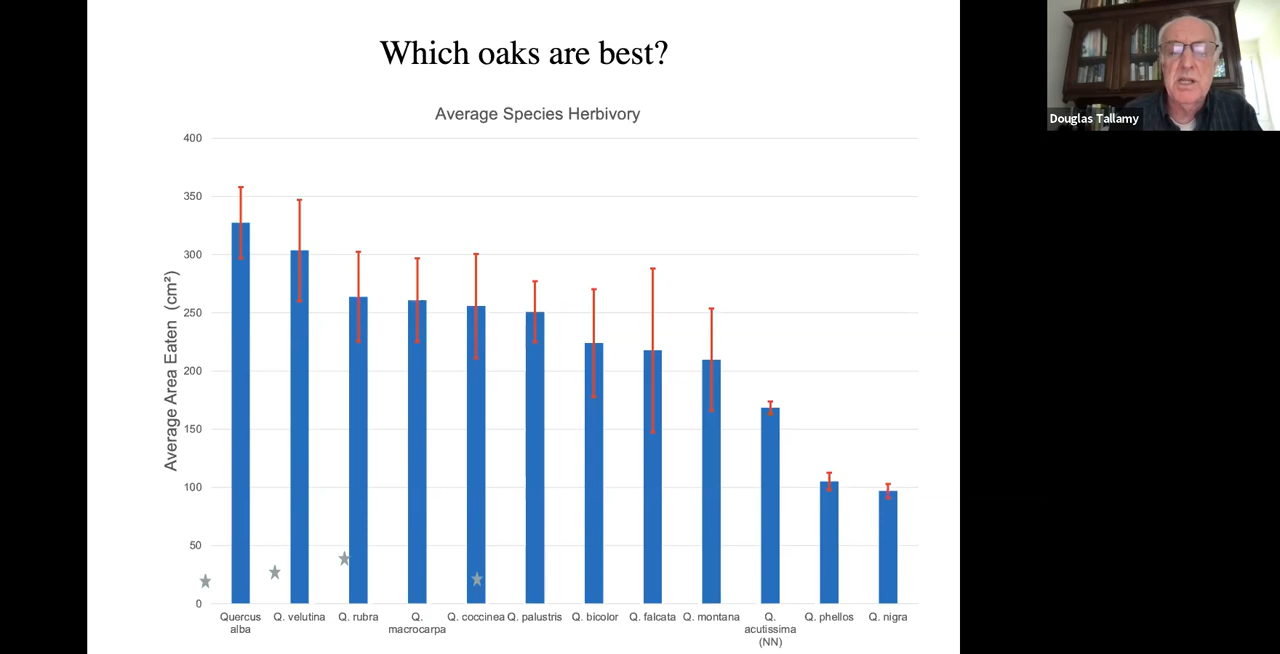 Which oaks are best?
Douglas Tallamy
Average Species Herbivory
Average Area Eaten (cm²)
400
350
300
250
200
150
100
50
0
Quercus alba
Q. velutina
Q. rubra
Q. macrocarpa
Q. coccinea
Q. palustris
Q. bicolor
Q. falcata
Q. montana
Q. acutissima (NN)
Q. phellos
Q. nigra